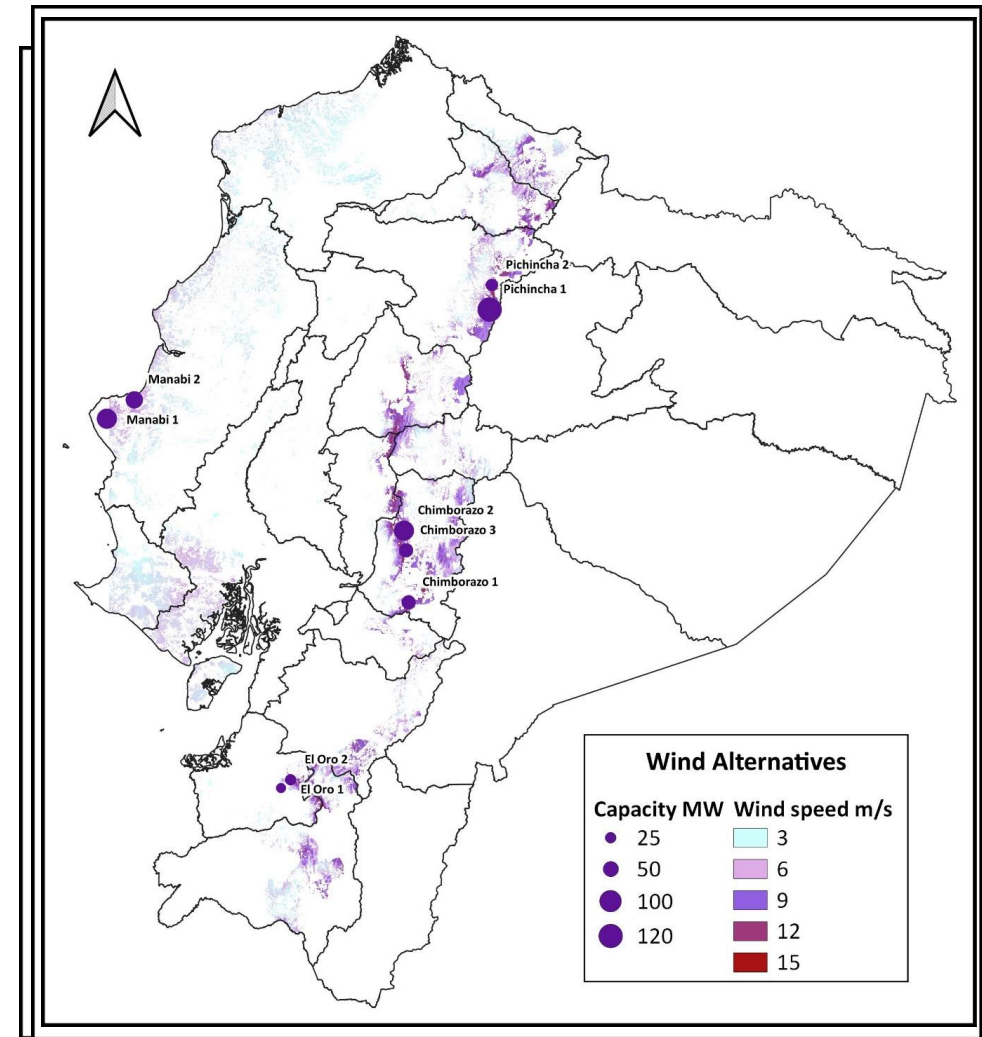 Pichincha 2
Pichincha 1
Manabi 2
Manabi 1
Chimborazo 2
Chimborazo 3
Chimborazo 1
El Oro 2
El Oro 1
Wind Alternatives
Capacity MW Wind speed m/s
25 3
50 6
100 9
120 12
15